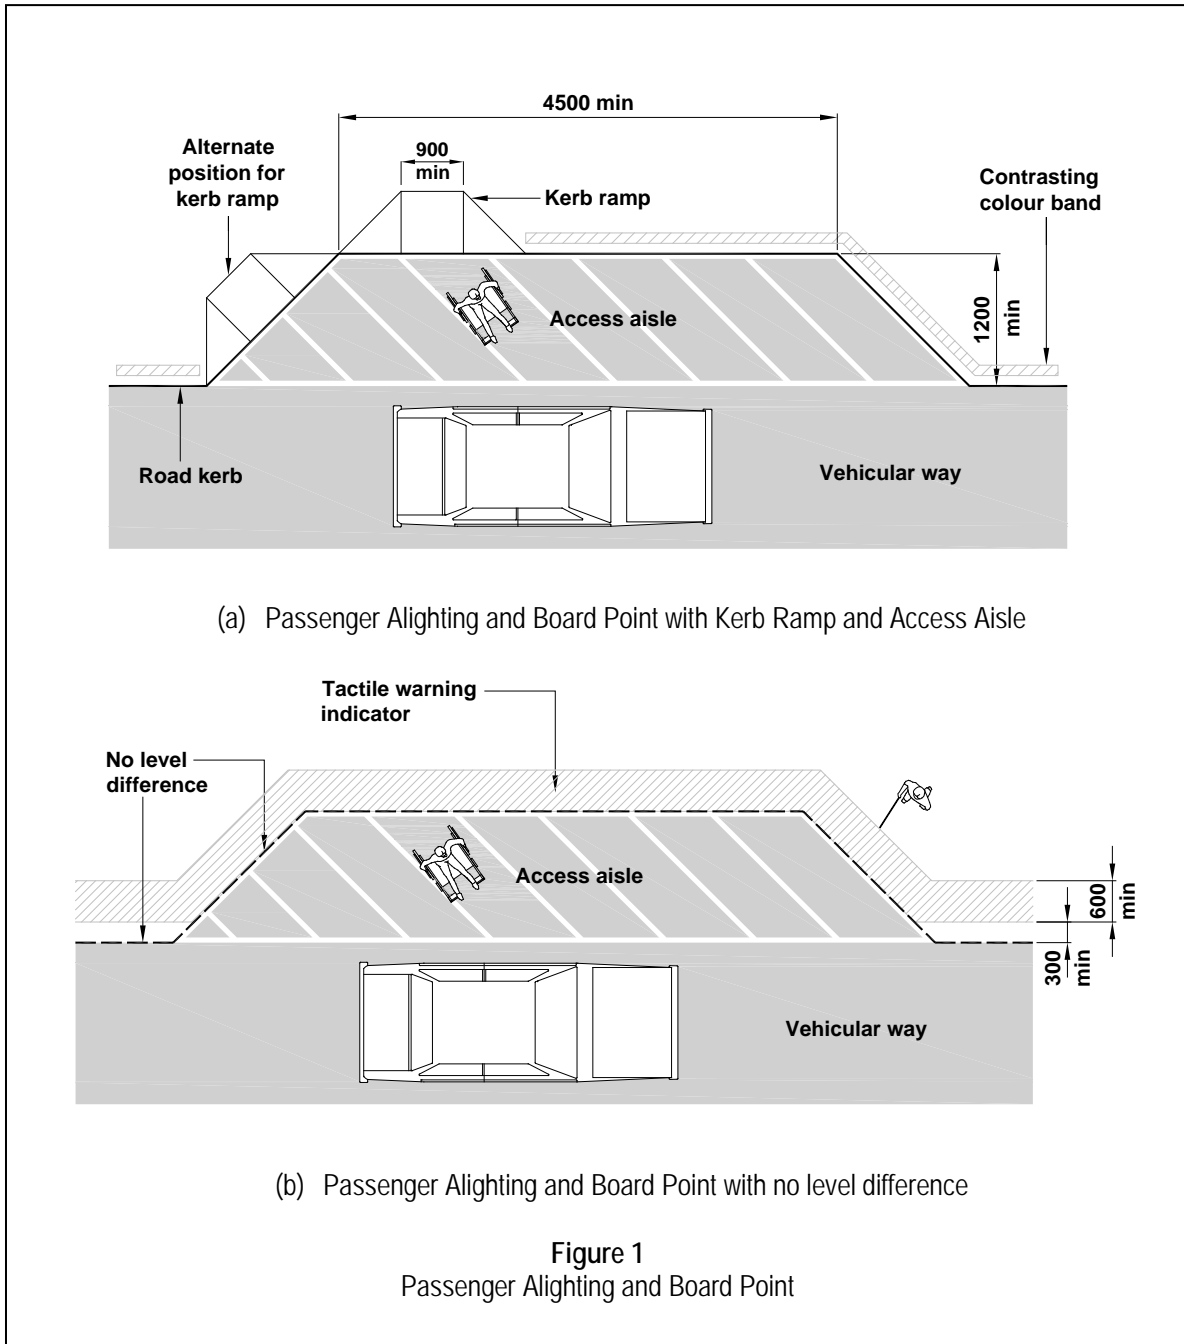 4500 min
Alternate
position for
kerb ramp
900
min
Kerb ramp
Contrasting
colour band
Access aisle
1200
min
Road kerb
Vehicular way
(a) Passenger Alighting and Board Point with Kerb Ramp and Access Aisle
Tactile warning
indicator
No level
difference
Access aisle
600
min
300
min
Vehicular way
(b) Passenger Alighting and Board Point with no level difference
Figure 1
Passenger Alighting and Board Point